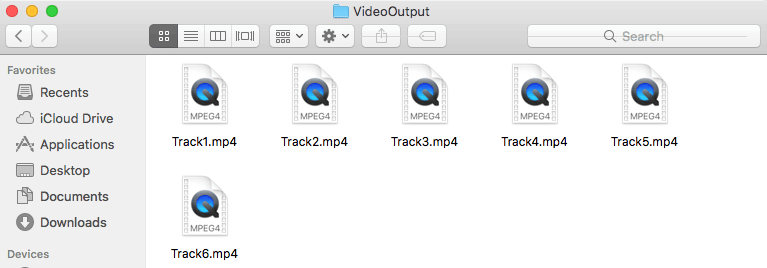 VideoOutput
Search
Favorites
Recents
iCloud Drive
Applications
Desktop
Documents
Downloads
Devices
MPEG4 MPEG4 MPEG4 MPEG4 MPEG4
Track1.mp4 Track2.mp4 Track3.mp4 Track4.mp4 Track5.mp4
MPEG4
Track6.mp4